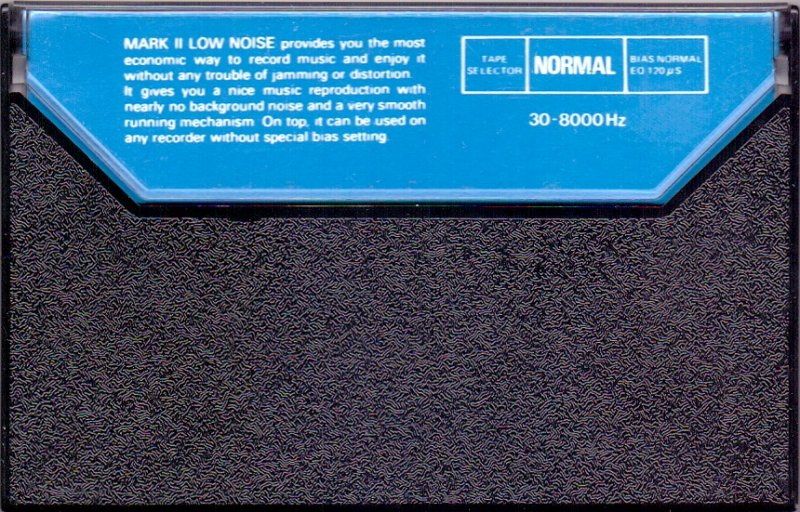 MARK II LOW NOISE provides you the most
economic way to record music and enjoy it
without any trouble of jamming or distortion.
It gives you a nice music reproduction with
nearly no background noise and a very smooth
running mechanism. On top, it can be used on
any recorder without special bias setting.
TAPE
SELECTOR
NORMAL
BIAS NORMAL
EQ 120 µS
30-8000Hz